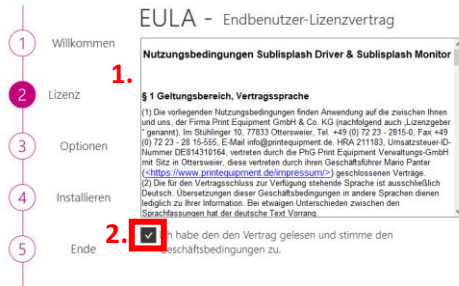 EULA - Endbenutzer-Lizenzvertrag
1 Willkommen
2 Lizenz
3 Optionen
4 Installieren
5 Ende
1.
Nutzungsbedingungen Sublisplash Driver & Sublisplash Monitor
§ 1 Geltungsbereich, Vertragssprache
(1) Die vorliegenden Nutzungsbedingungen finden Anwendung auf die zwischen Ihnen
und uns, der Firma Print Equipment GmbH & Co. KG (nachfolgend auch „Lizenzgeber
" genannt), Im Stühlinger 10, 77833 Ottersweier, Tel. +49 (0) 72 23 - 2815-0, Fax +49
(0) 72 23 - 28 15-555, E-Mail info@printequipment.de, HRA 211183, Umsatzsteuer-ID-
Nummer DE814310164, vertreten durch die PhG Print Equipment Verwaltungs-GmbH
mit Sitz in Ottersweier, diese vertreten durch ihren Geschäftsführer Mario Panter
(<https://www.printequipment.de/impressum/>) geschlossenen Verträge.
(2) Die für den Vertragsschluss zur Verfügung stehende Sprache ist ausschließlich
Deutsch. Übersetzungen dieser Geschäftsbedingungen in andere Sprachen dienen
lediglich zu Ihrer Information. Bei etwaigen Unterschieden zwischen den
Sprachfassungen hat der deutsche Text Vorrang.
2.
Ich habe den den Vertrag gelesen und stimme den
Geschäftsbedingungen zu.